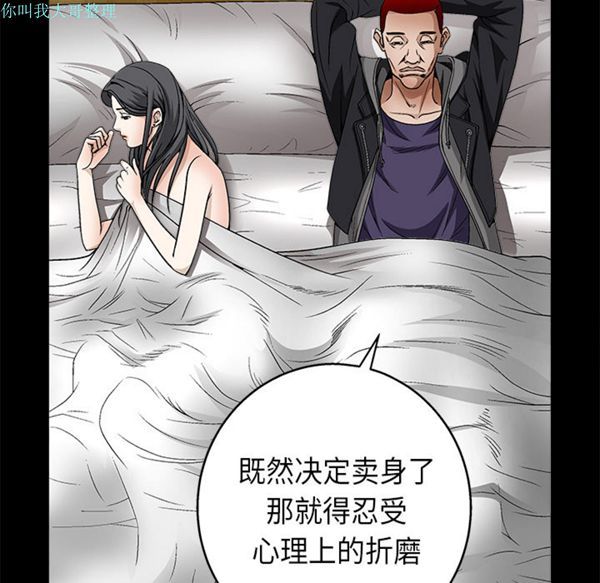 你叫我大哥整理
既然决定卖身了
那就得忍受
心理上的折磨